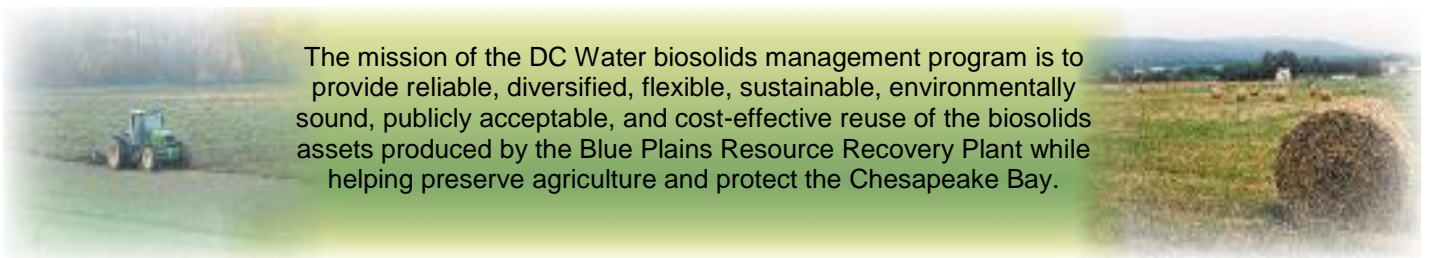 The mission of the DC Water biosolids management program is to
provide reliable, diversified, flexible, sustainable, environmentally
sound, publicly acceptable, and cost-effective reuse of the biosolids
assets produced by the Blue Plains Resource Recovery Plant while
helping preserve agriculture and protect the Chesapeake Bay.